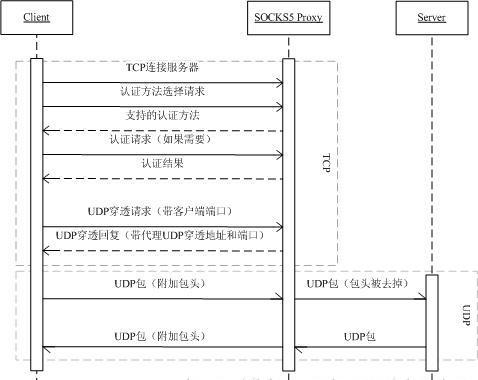 Client
SOCKS5 Proxy
Server
TCP连接服务器
认证方法选择请求
支持的认证方法
认证请求（如果需要）
认证结果
TCP
UDP穿透请求（带客户端端口）
UDP穿透回复（带代理UDP穿透地址和端口）
UDP包（附加包头）
UDP包（包头被去掉）
UDP
UDP包（附加包头）
UDP包